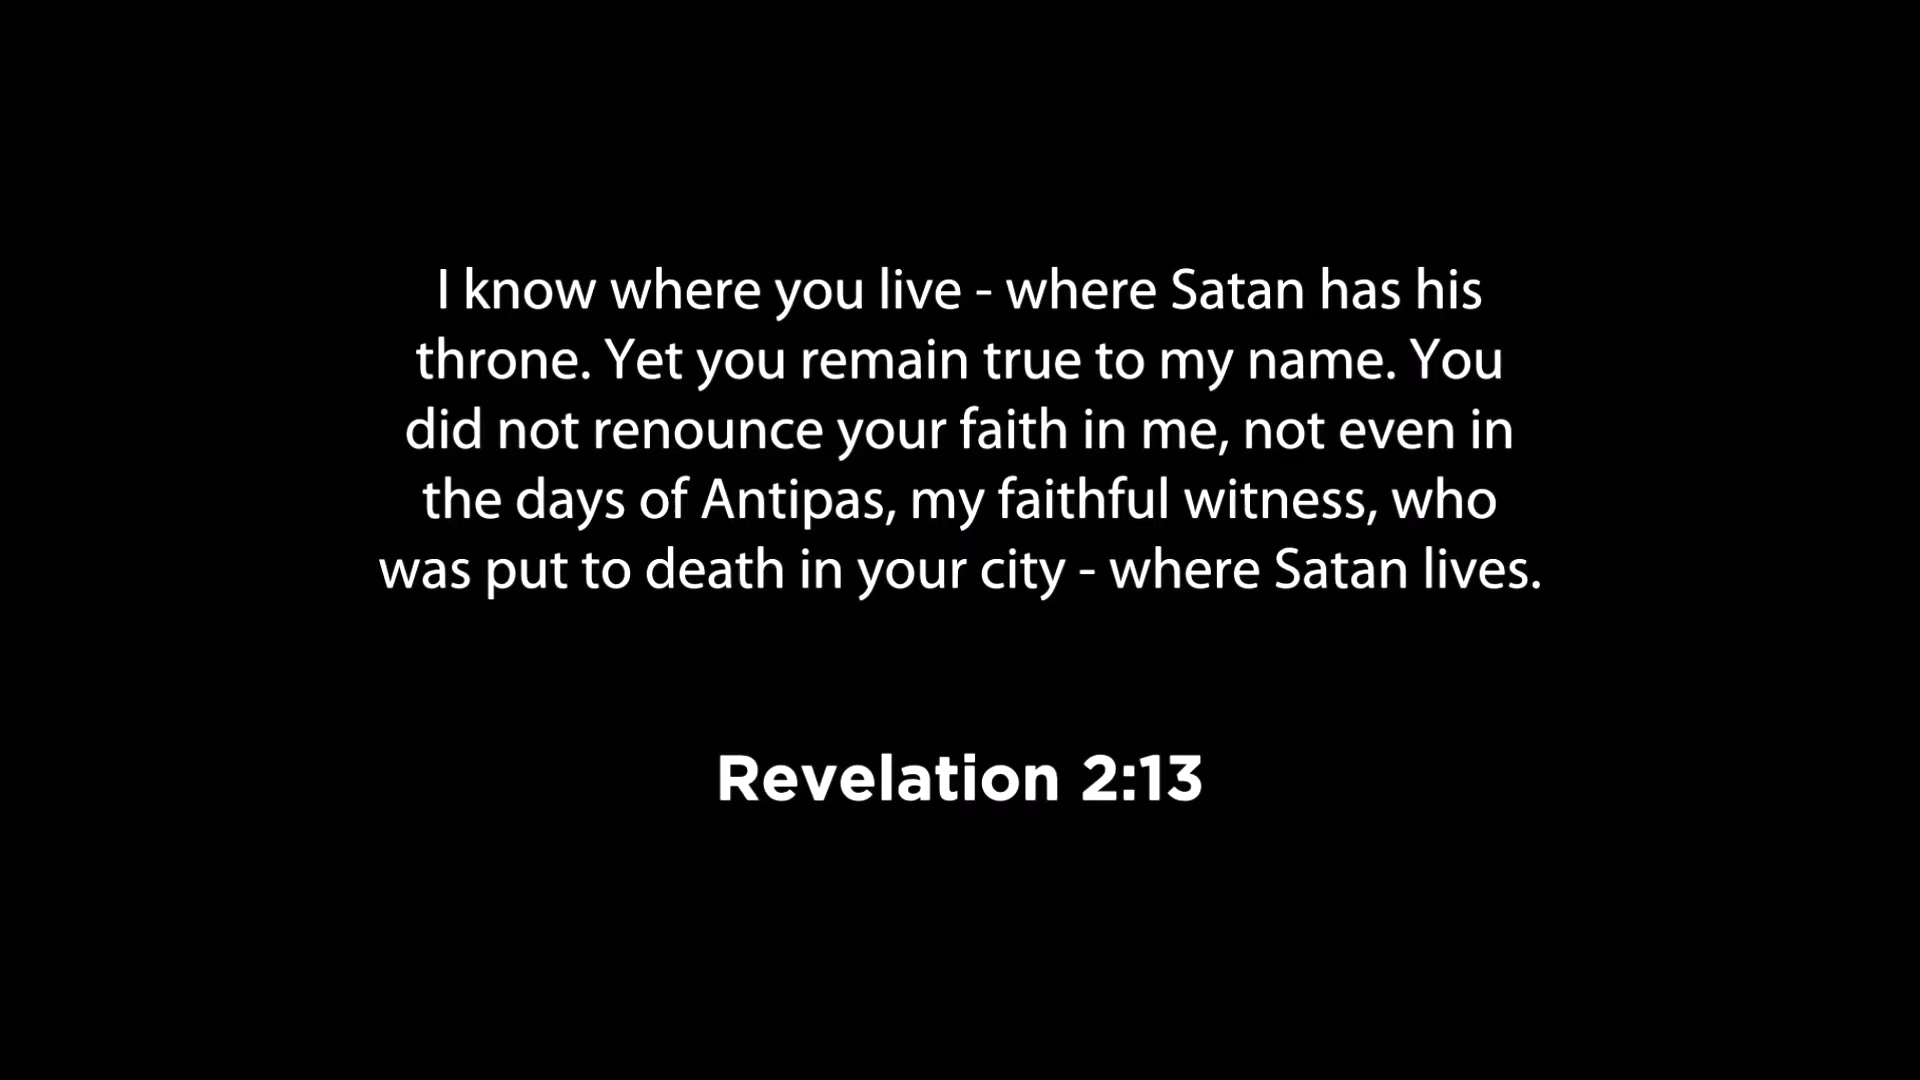 I know where you live - where Satan has his
throne. Yet you remain true to my name. You
did not renounce your faith in me, not even in
the days of Antipas, my faithful witness, who
was put to death in your city - where Satan lives.
Revelation 2:13